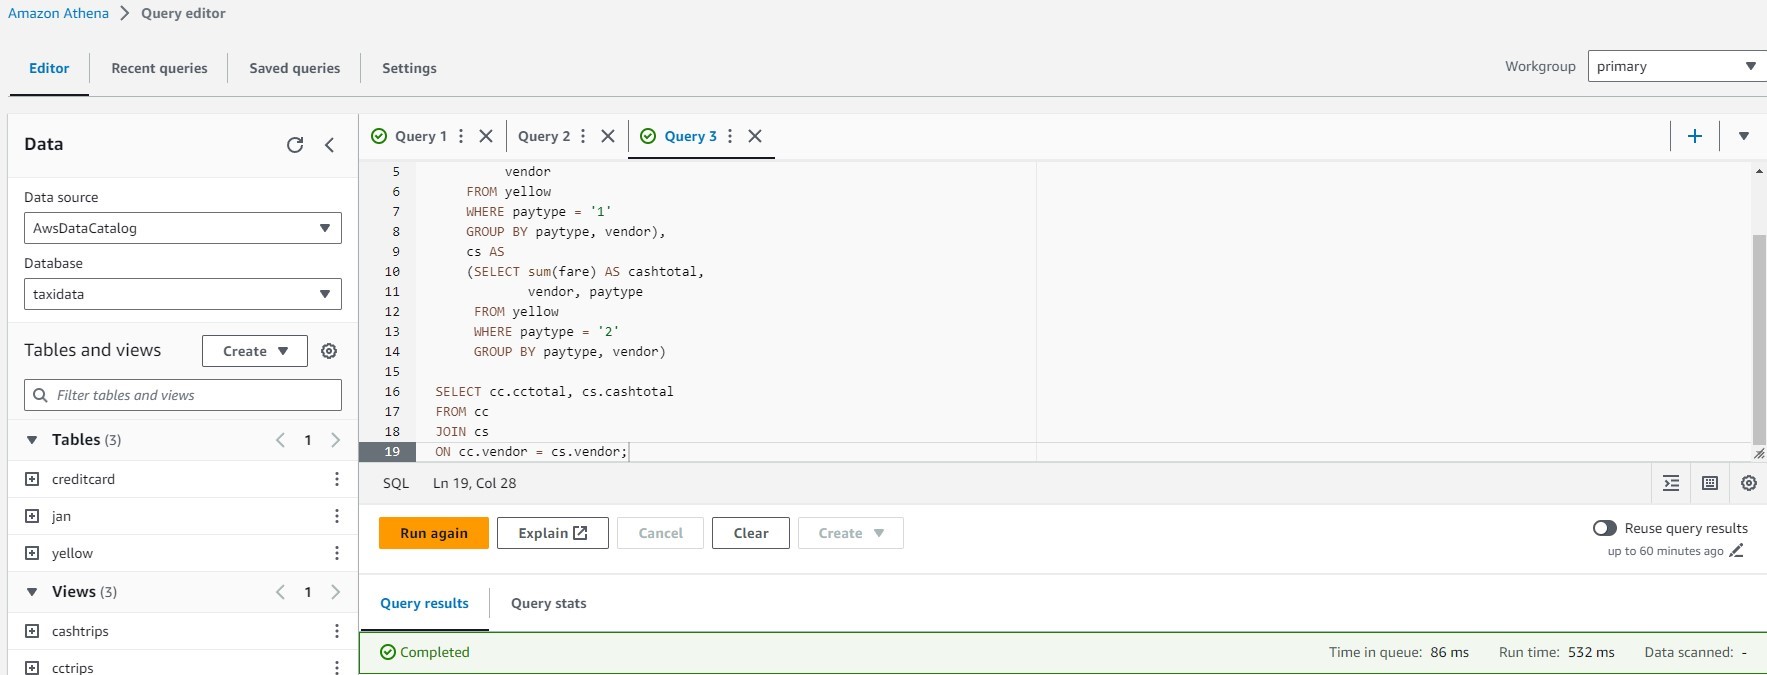 Amazon Athena > Query editor
Editor Recent queries Saved queries Settings
Workgroup primary
Data
Data source
AwsDataCatalog
Database
taxidata
Tables and views Create
Filter tables and views
Tables (3) < 1 >
creditcard
jan
yellow
Views (3) < 1 >
cashtrips
cctrips
Query 1 Query 2 Query 3
5 vendor
6 FROM yellow
7 WHERE paytype = '1'
8 GROUP BY paytype, vendor),
9 cs AS
10 (SELECT sum(fare) AS cashtotal,
11 vendor, paytype
12 FROM yellow
13 WHERE paytype = '2'
14 GROUP BY paytype, vendor)
15
16 SELECT cc.cctotal, cs.cashtotal
17 FROM cc
18 JOIN cs
19 ON cc.vendor = cs.vendor;
SQL Ln 19, Col 28
Run again Explain Cancel Clear Create
Reuse query results
up to 60 minutes ago
Query results Query stats
Completed
Time in queue: 86 ms Run time: 532 ms Data scanned: -